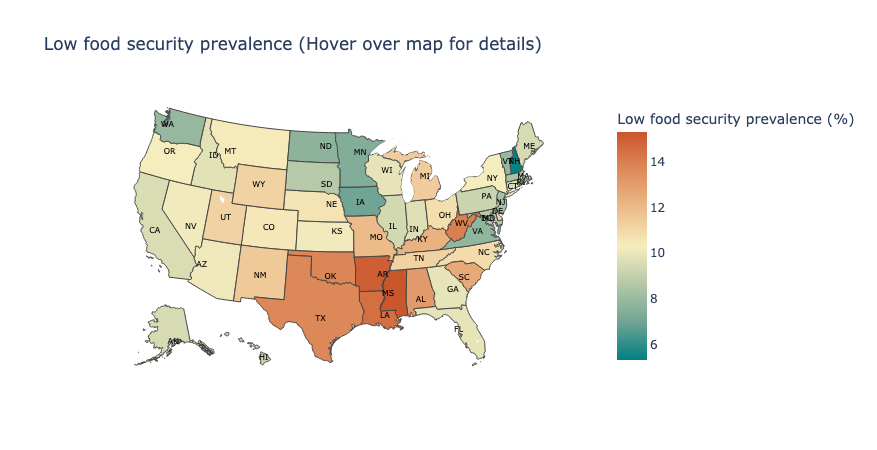 Low food security prevalence (Hover over map for details)
Low food security prevalence (%)
WA
ND
MN
ME
OR
ID
MT
VT
NH
WI
MI
NY
MA
RI
CT
WY
SD
NE
IA
PA
NJ
NV
UT
CO
KS
MO
IL
IN
OH
WV
DE
MD
DC
VA
CA
KY
AZ
NM
OK
AR
TN
NC
TX
LA
MS
AL
GA
SC
FL
AK
HI
14
12
10
8
6